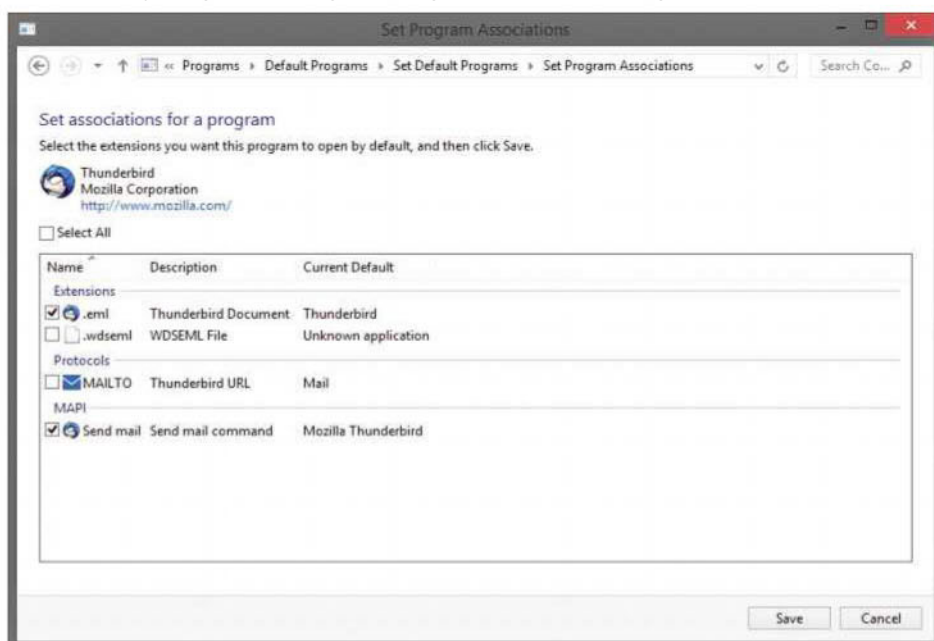 Set Program Associations
« Programs › Default Programs › Set Default Programs › Set Program Associations Search Co...
Set associations for a program
Select the extensions you want this program to open by default, and then click Save.
Thunderbird
Mozilla Corporation
http://www.mozilla.com/
Select All
Name Description Current Default
Extensions
.eml Thunderbird Document Thunderbird
.wdseml WDSEML File Unknown application
Protocols
MAILTO Thunderbird URL Mail
MAPI
Send mail Send mail command Mozilla Thunderbird
Save Cancel